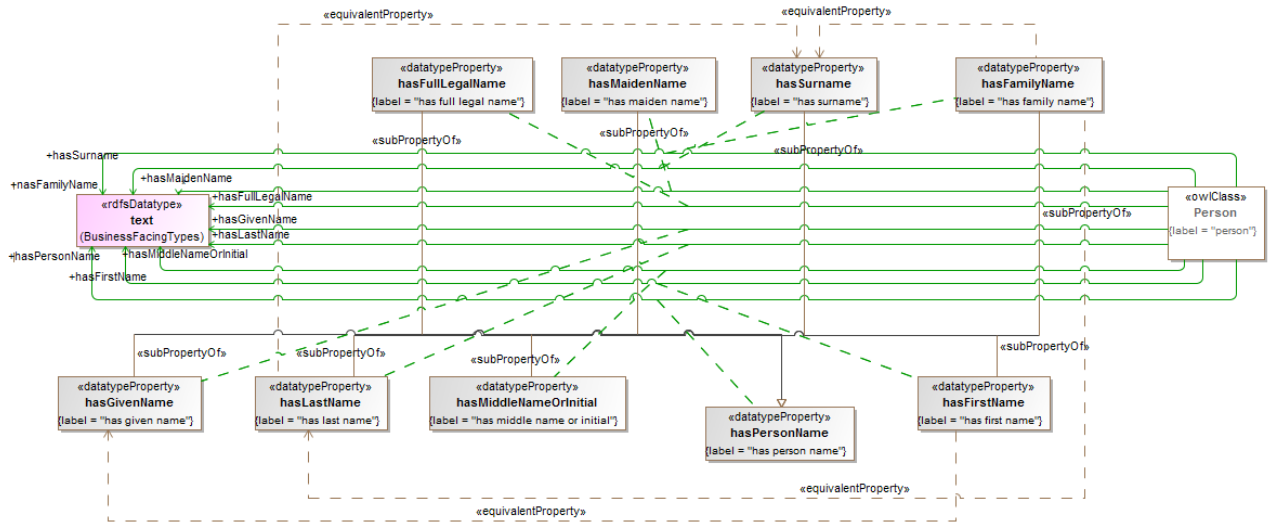 «equivalentProperty»
«equivalentProperty»
«datatypeProperty»
hasFullLegalName
{label = "has full legal name"}
«datatypeProperty»
hasMaidenName
{label = "has maiden name"}
«datatypeProperty»
hasSurname
{label = "has surname"}
«datatypeProperty»
hasFamilyName
{label = "has family name"}
«subPropertyOf»
«subPropertyOf»
«subPropertyOf»
+hasSurname
+hasMaidenName
+hasFamilyName
+hasFullLegalName
«rdfsDatatype»
text
(BusinessFacingTypes)
+hasGivenName
+hasLastName
+hasPersonName
+hasMiddleNameOrInitial
+hasFirstName
«subPropertyOf»
«owlClass»
Person
{label = "person"}
«subPropertyOf»
«subPropertyOf»
«subPropertyOf»
«subPropertyOf»
«datatypeProperty»
hasGivenName
{label = "has given name"}
«datatypeProperty»
hasLastName
{label = "has last name"}
«datatypeProperty»
hasMiddleNameOrInitial
{label = "has middle name or initial"}
«datatypeProperty»
hasPersonName
{label = "has person name"}
«datatypeProperty»
hasFirstName
{label = "has first name"}
«equivalentProperty»
«equivalentProperty»